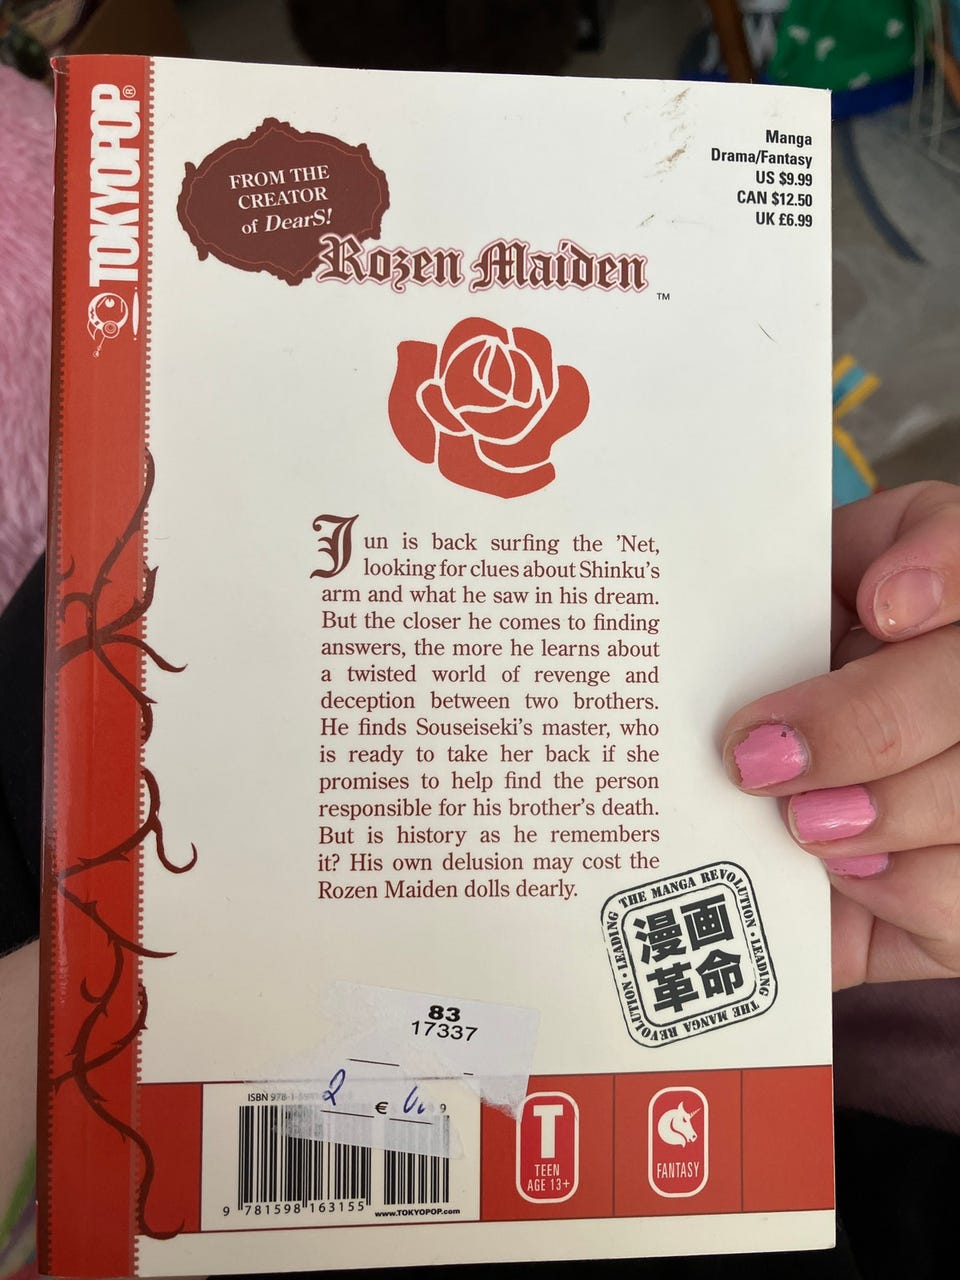 TOKYOPOP®
FROM THE
CREATOR
of DearS!
Rozen Maiden
™
Manga
Drama/Fantasy
US $9.99
CAN $12.50
UK £6.99
Jun is back surfing the 'Net,
looking for clues about Shinku's
arm and what he saw in his dream.
But the closer he comes to finding
answers, the more he learns about
a twisted world of revenge and
deception between two brothers.
He finds Souseiseki's master, who
is ready to take her back if she
promises to help find the person
responsible for his brother's death.
But is history as he remembers
it? His own delusion may cost the
Rozen Maiden dolls dearly.
LEADING THE MANGA REVOLUTION • LEADING THE MANGA REVOLUTION •
漫画
革命
83
17337
2 €
ISBN 978-1-59
9 781598 163155
www.TOKYOPOP.com
T
TEEN
AGE 13+
FANTASY